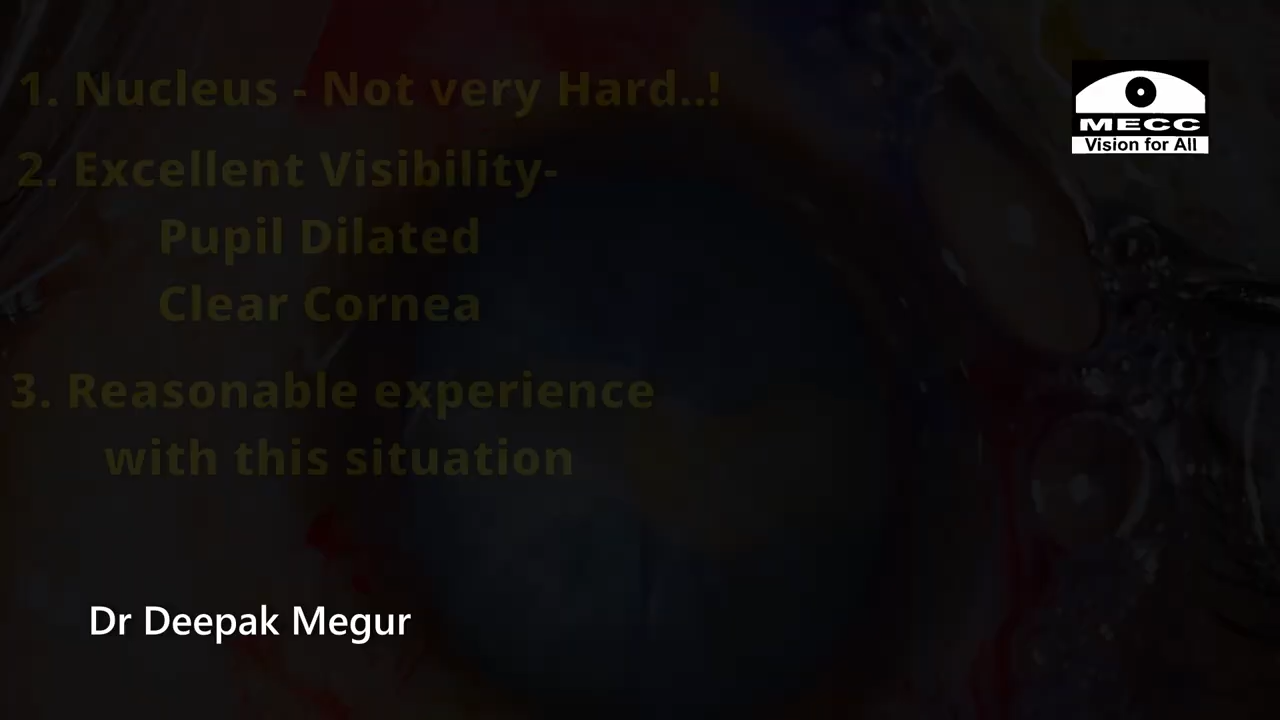 1. Nucleus - Not very Hard..!
2. Excellent Visibility-
Pupil Dilated
Clear Cornea
3. Reasonable experience
with this situation
MECC
Vision for All
Dr Deepak Megur